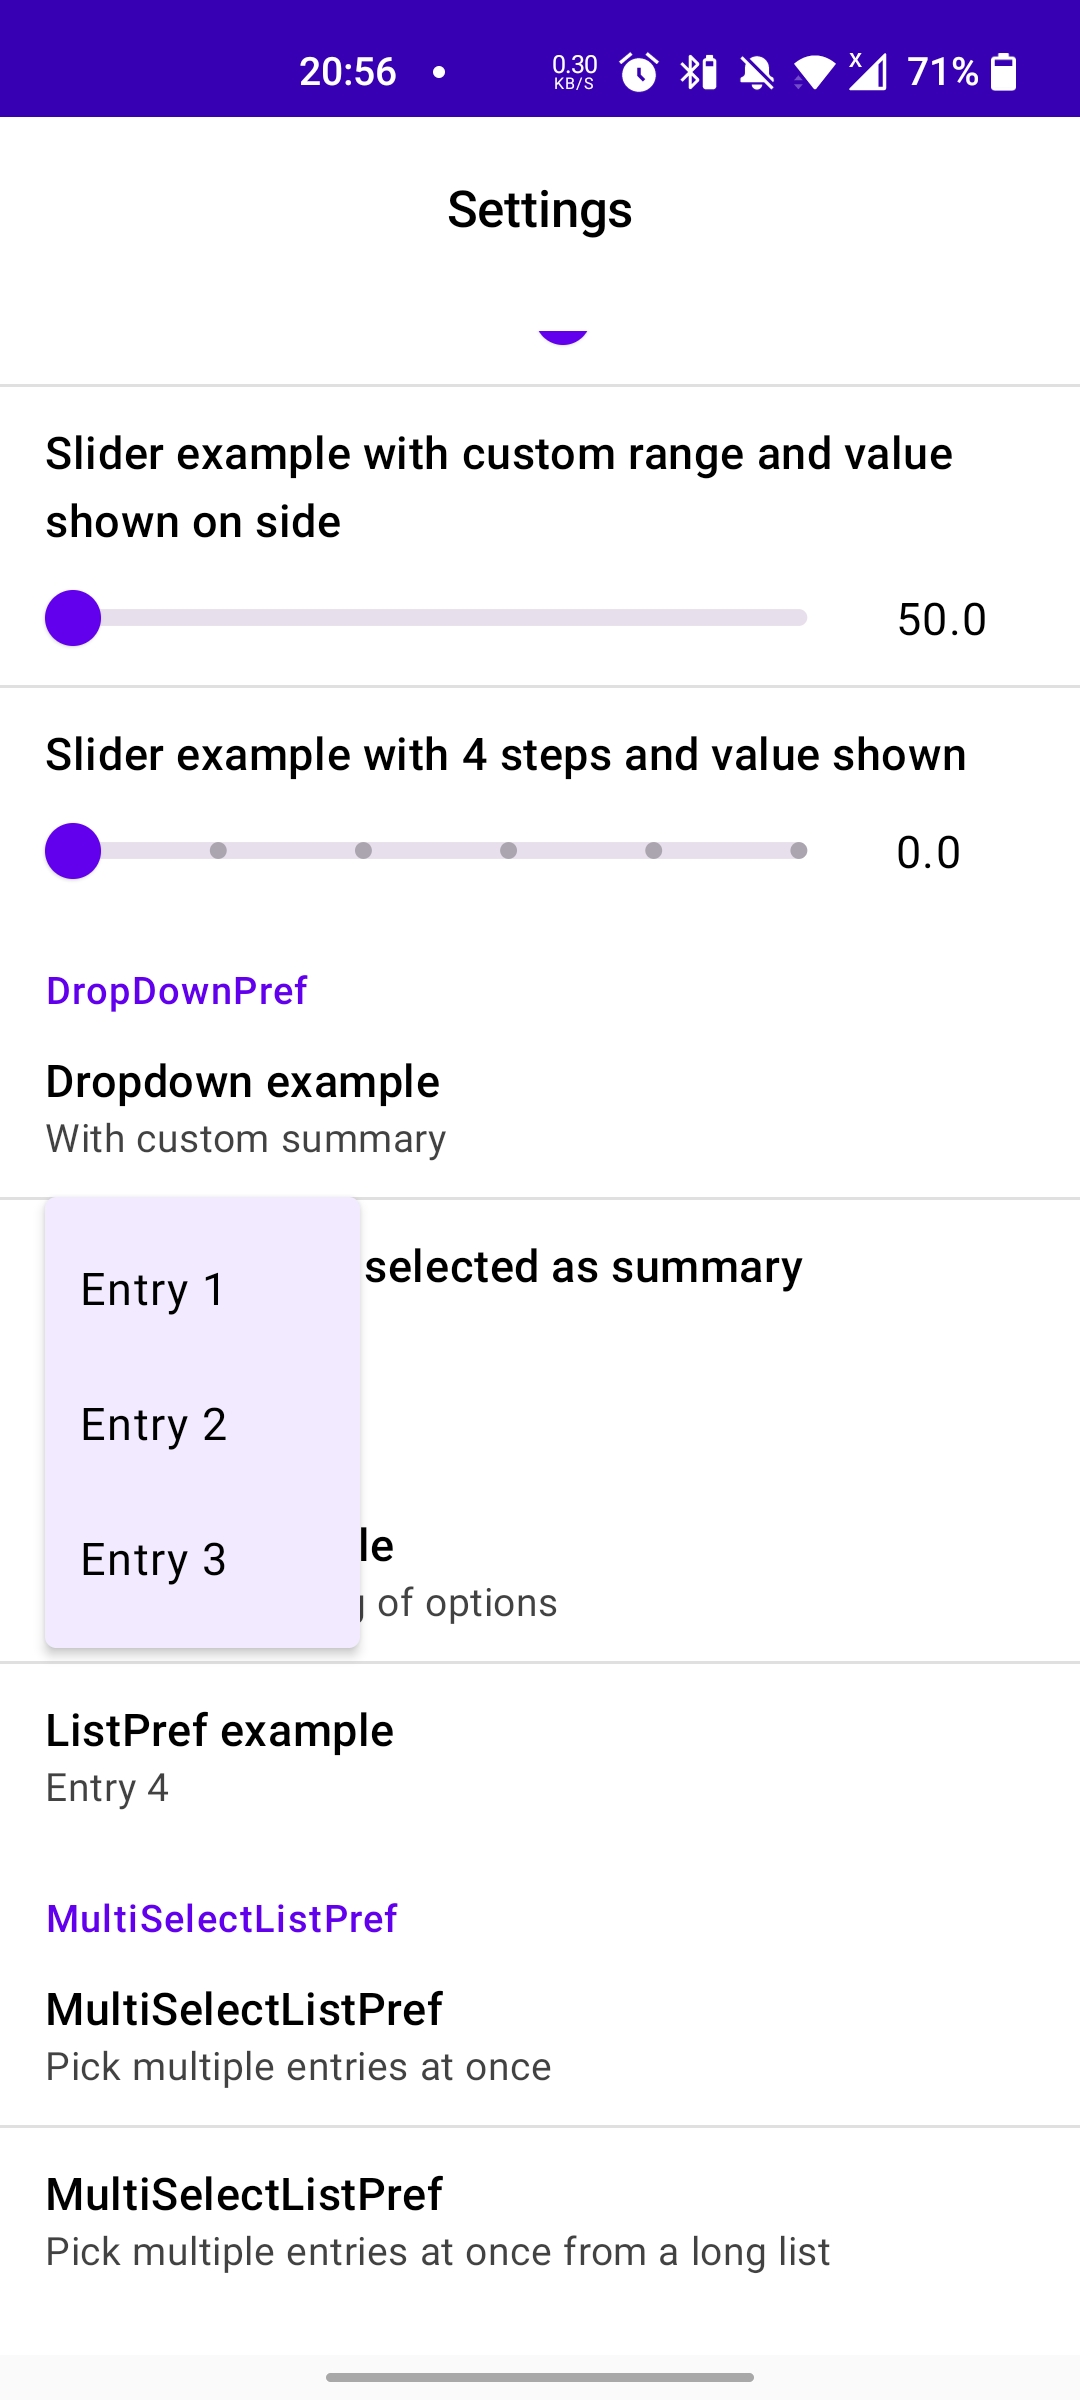 20:56
0.30
KB/S
71%
Settings
Slider example with custom range and value
shown on side
50.0
Slider example with 4 steps and value shown
0.0
DropDownPref
Dropdown example
With custom summary
selected as summary
Entry 1
Entry 2
Entry 3
le
of options
ListPref example
Entry 4
MultiSelectListPref
MultiSelectListPref
Pick multiple entries at once
MultiSelectListPref
Pick multiple entries at once from a long list